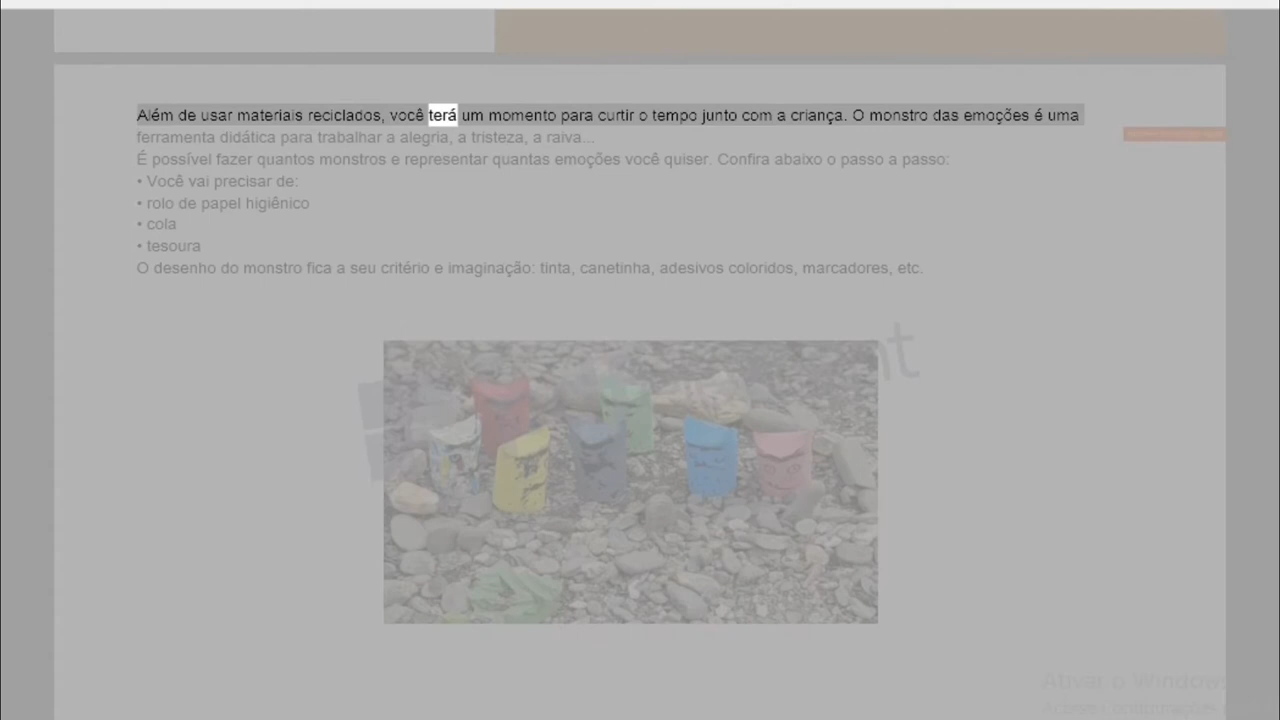 Além de usar materiais reciclados, você terá um momento para curtir o tempo junto com a criança. O monstro das emoções é uma
ferramenta didática para trabalhar a alegria, a tristeza, a raiva...
É possível fazer quantos monstros e representar quantas emoções você quiser. Confira abaixo o passo a passo:
• Você vai precisar de:
• rolo de papel higiênico
• cola
• tesoura
O desenho do monstro fica a seu critério e imaginação: tinta, canetinha, adesivos coloridos, marcadores, etc.
nt
Ativar o Windows